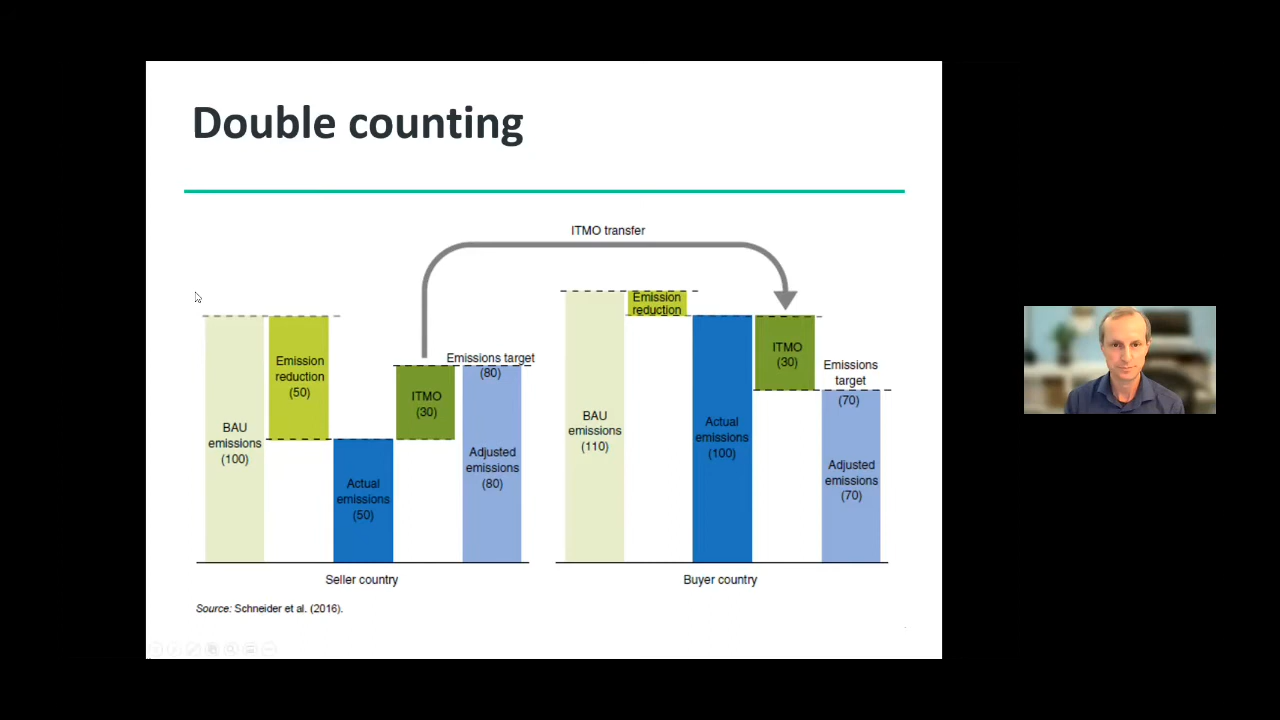 Double counting
ITMO transfer
BAU
emissions
(100)
Emission
reduction
(50)
Actual
emissions
(50)
ITMO
(30)
Emissions target
(80)
Adjusted
emissions
(80)
Seller country
BAU
emissions
(110)
Emission
reduction
Actual
emissions
(100)
ITMO
(30)
Emissions
target
(70)
Adjusted
emissions
(70)
Buyer country
Source: Schneider et al. (2016).